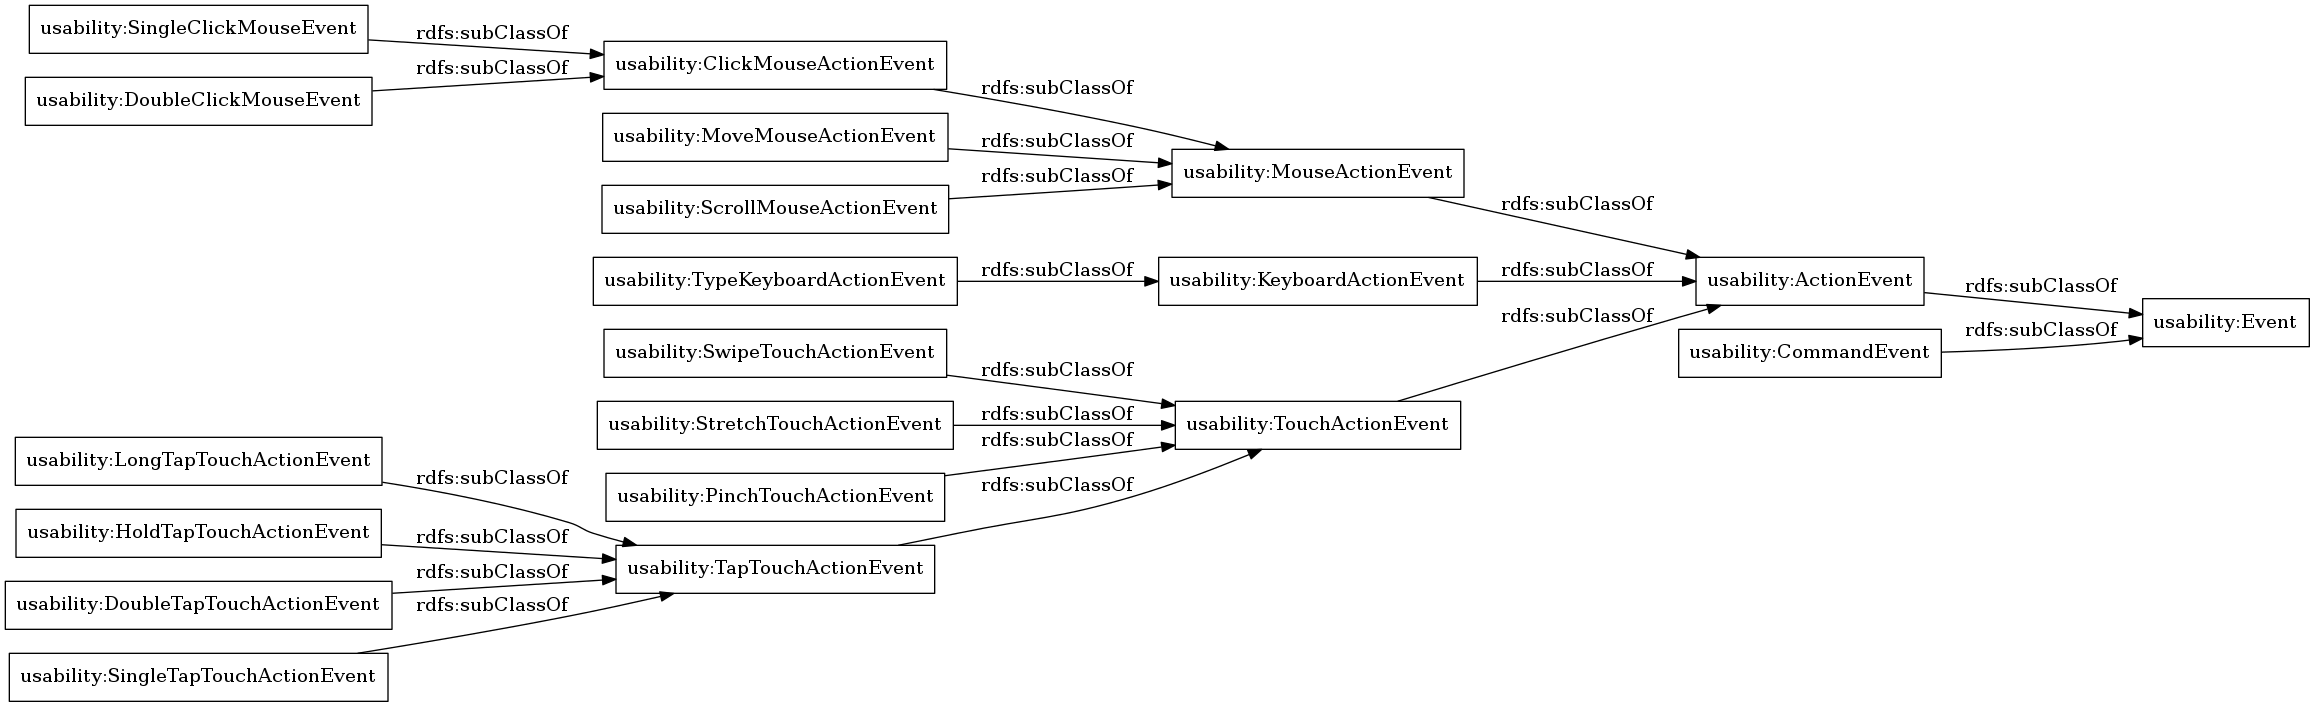 usability:SingleClickMouseEvent
rdfs:subClassOf
usability:DoubleClickMouseEvent
rdfs:subClassOf
usability:ClickMouseActionEvent
rdfs:subClassOf
usability:MoveMouseActionEvent
rdfs:subClassOf
usability:ScrollMouseActionEvent
rdfs:subClassOf
usability:MouseActionEvent
rdfs:subClassOf
usability:TypeKeyboardActionEvent
rdfs:subClassOf
usability:KeyboardActionEvent
rdfs:subClassOf
usability:ActionEvent
rdfs:subClassOf
usability:Event
usability:CommandEvent
rdfs:subClassOf
usability:SwipeTouchActionEvent
rdfs:subClassOf
usability:StretchTouchActionEvent
rdfs:subClassOf
usability:PinchTouchActionEvent
rdfs:subClassOf
usability:TouchActionEvent
rdfs:subClassOf
usability:LongTapTouchActionEvent
rdfs:subClassOf
usability:HoldTapTouchActionEvent
rdfs:subClassOf
usability:DoubleTapTouchActionEvent
rdfs:subClassOf
usability:SingleTapTouchActionEvent
rdfs:subClassOf
usability:TapTouchActionEvent
rdfs:subClassOf